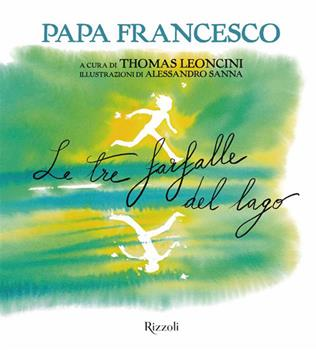 PAPA FRANCESCO
A CURA DI THOMAS LEONCINI
ILLUSTRAZIONI DI ALESSANDRO SANNA
Le tre farfalle
del lago
Rizzoli